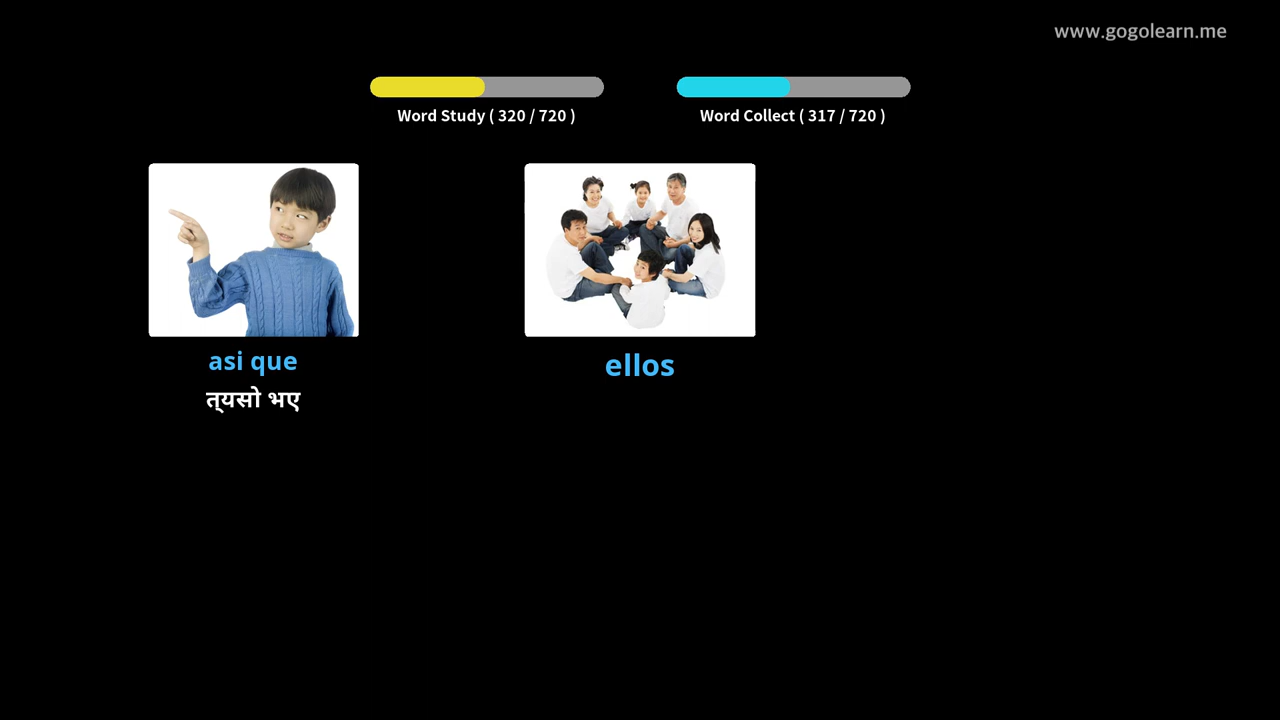 www.gogolearn.me
Word Study ( 320 / 720 )
Word Collect ( 317 / 720 )
asi que
त्यसो भए
ellos